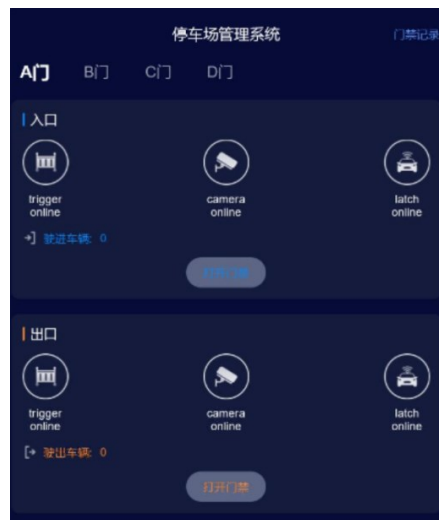 停车场管理系统
门禁记录
A门 B门 C门 D门
入口
trigger online
camera online
latch online
驶进车辆: 0
打开门禁
出口
trigger online
camera online
latch online
驶出车辆: 0
打开门禁